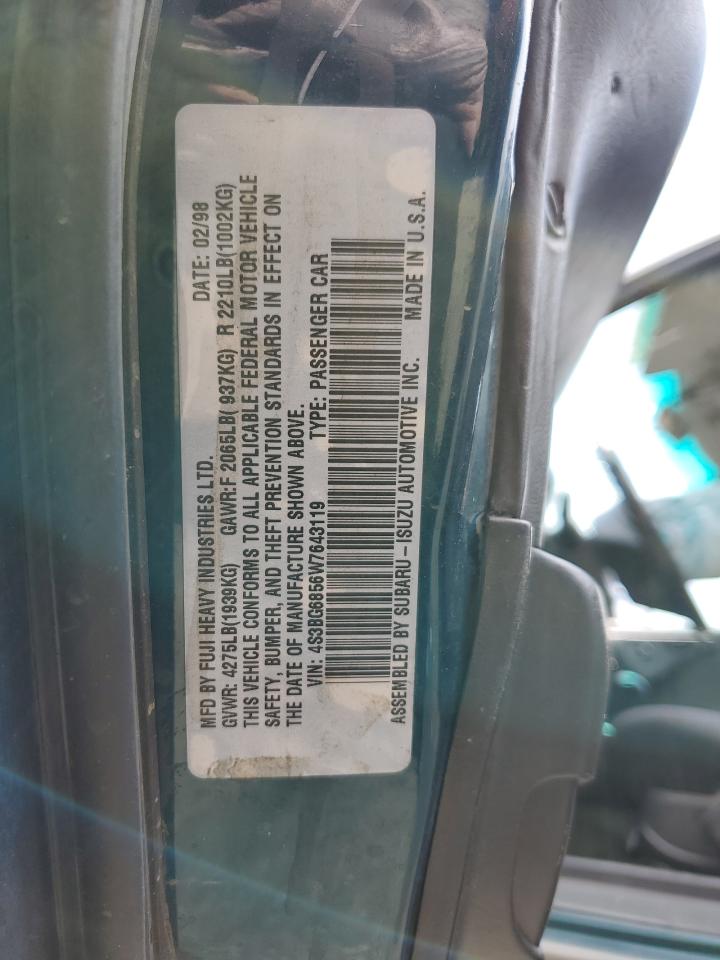 MFD BY FUJI HEAVY INDUSTRIES LTD. DATE: 02/98
GVWR: 4275LB(1939KG) GAWR:F 2065LB( 937KG) R 2210LB(1002KG)
THIS VEHICLE CONFORMS TO ALL APPLICABLE FEDERAL MOTOR VEHICLE
SAFETY, BUMPER, AND THEFT PREVENTION STANDARDS IN EFFECT ON
THE DATE OF MANUFACTURE SHOWN ABOVE.
VIN: 4S3BG6856W7643119 TYPE: PASSENGER CAR
ASSEMBLED BY SUBARU-ISUZU AUTOMOTIVE INC. MADE IN U.S.A.